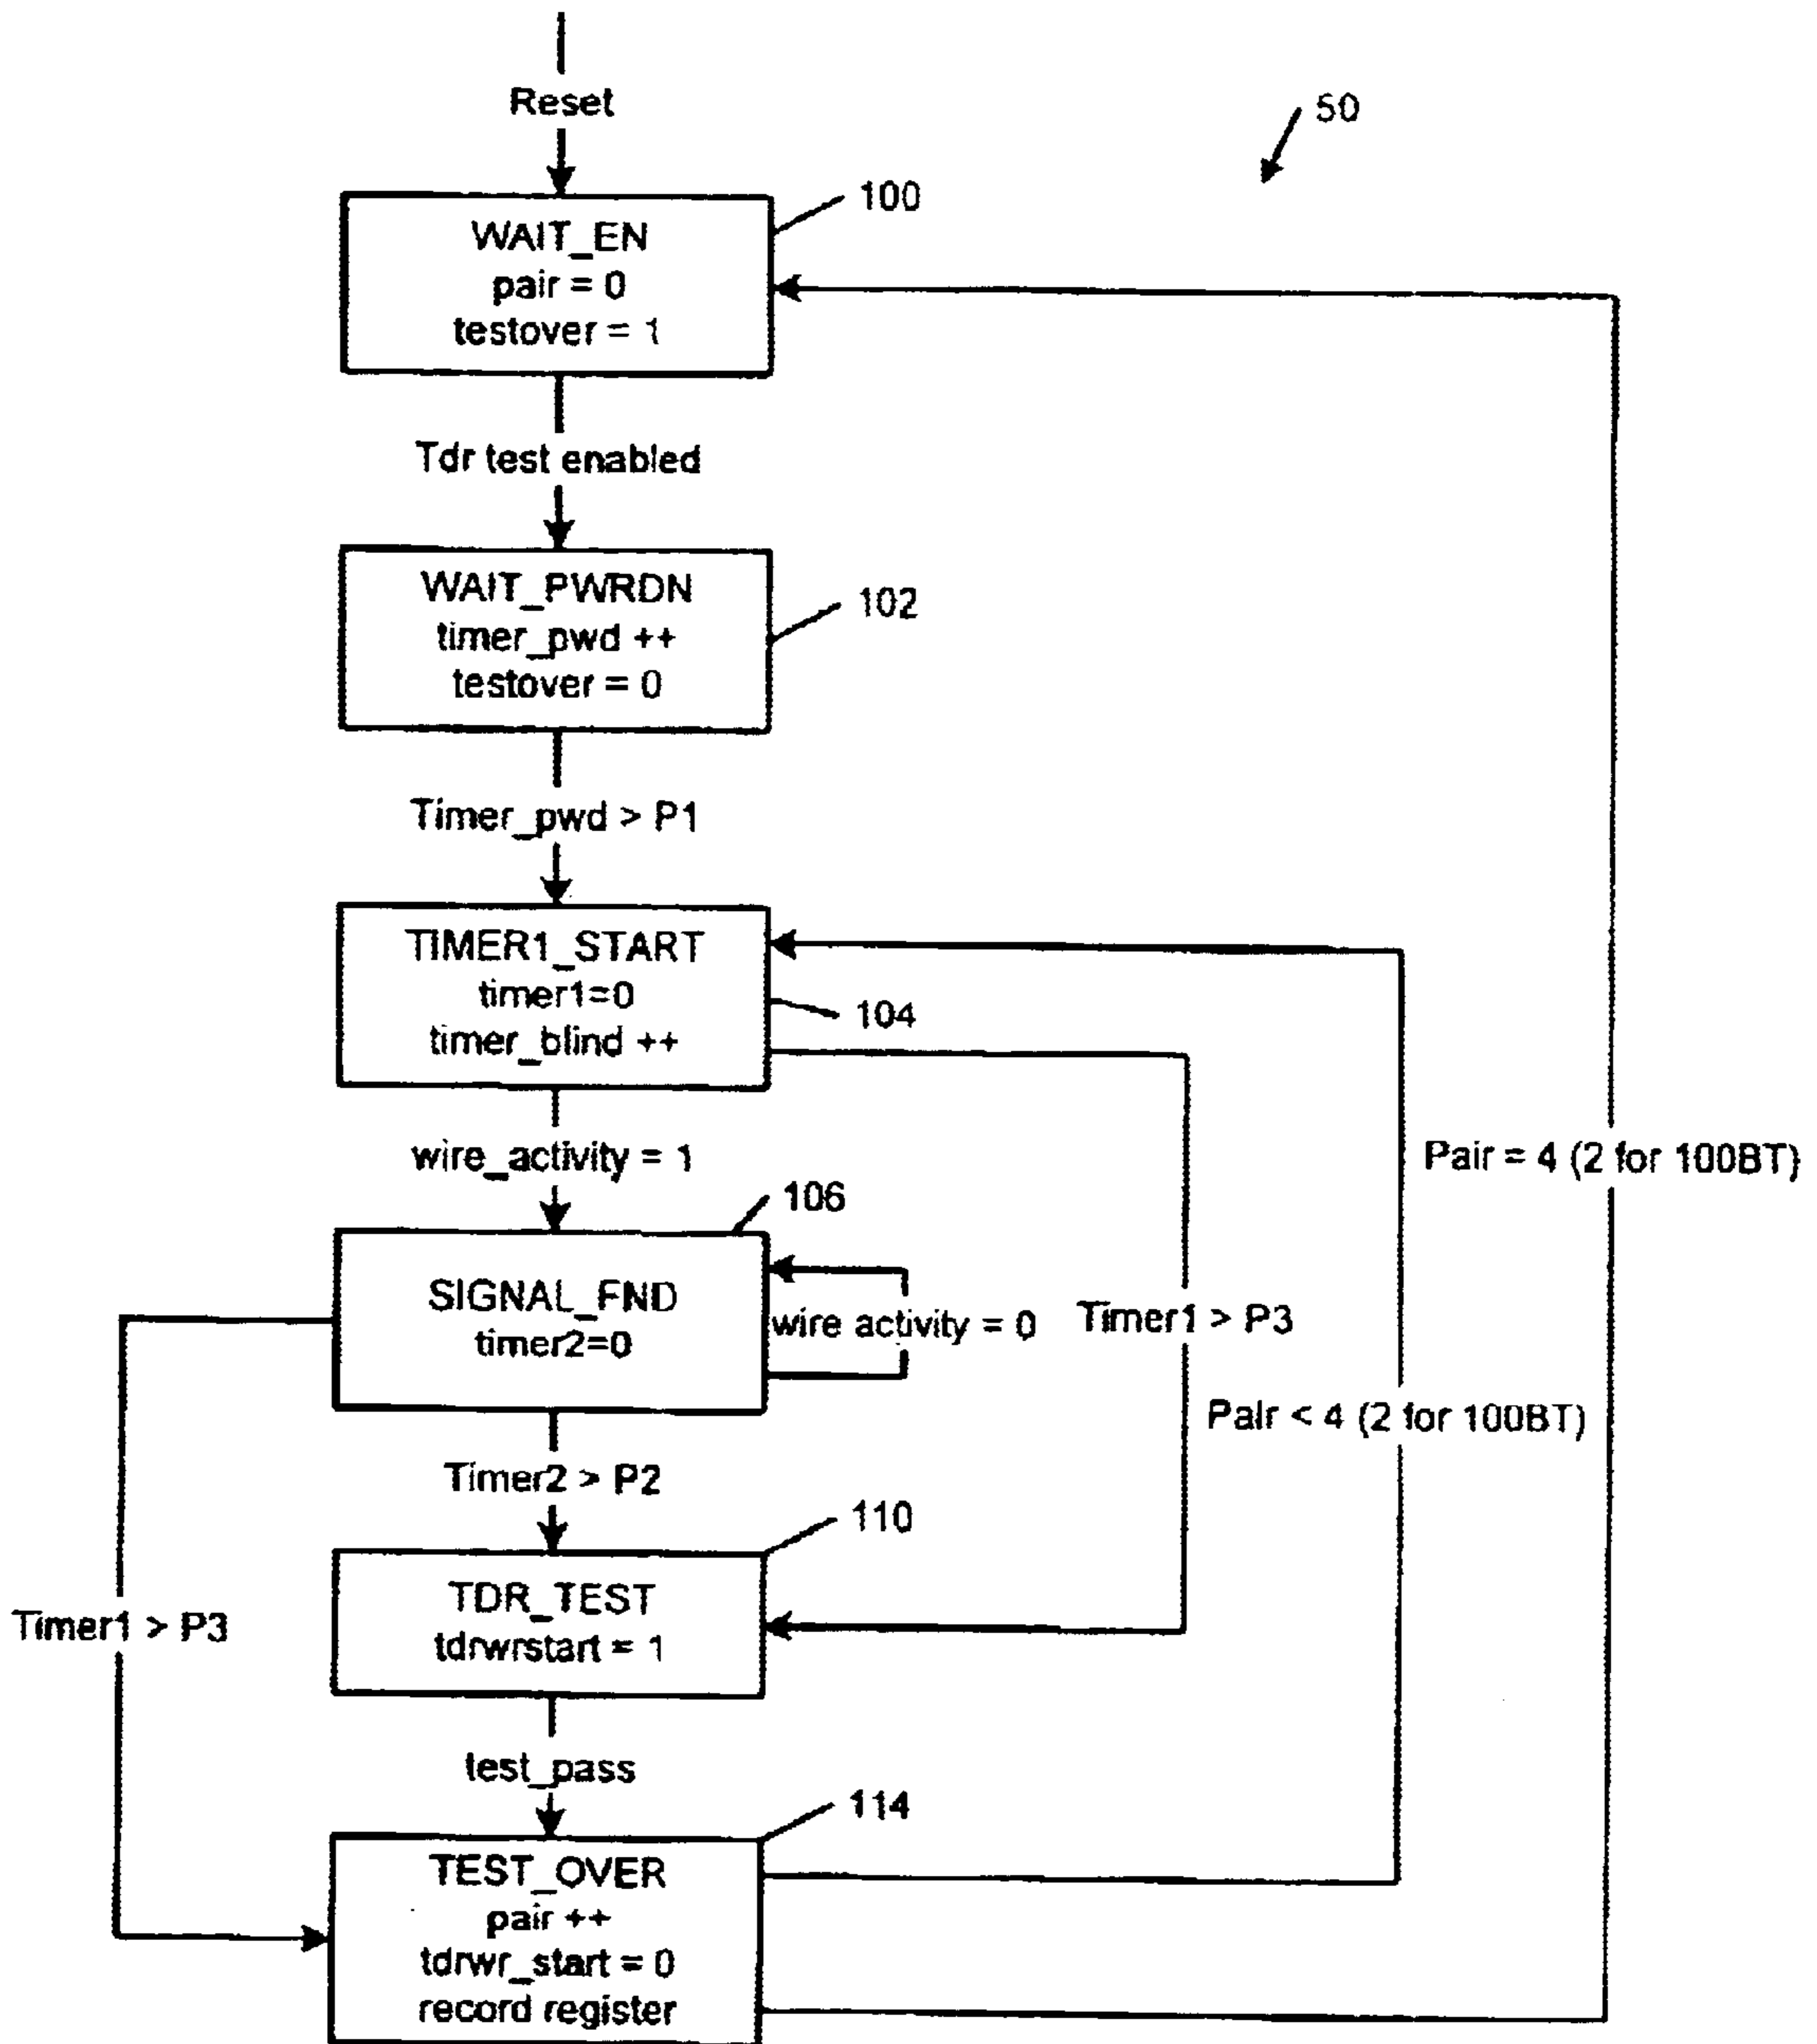 Reset
50
100
WAIT_EN
pair = 0
testover = 1
Tdr test enabled
WAIT_PWRDN
timer_pwd ++
testover = 0
102
Timer_pwd > P1
TIMER1_START
timer1=0
timer_blind ++
104
wire_activity = 1
Pair = 4 (2 for 100BT)
106
SIGNAL_FND
timer2=0
wire activity = 0
Timer1 > P3
Pair < 4 (2 for 100BT)
Timer2 > P2
110
TDR_TEST
tdrwrstart = 1
Timer1 > P3
test_pass
114
TEST_OVER
pair ++
tdrwr_start = 0
record register